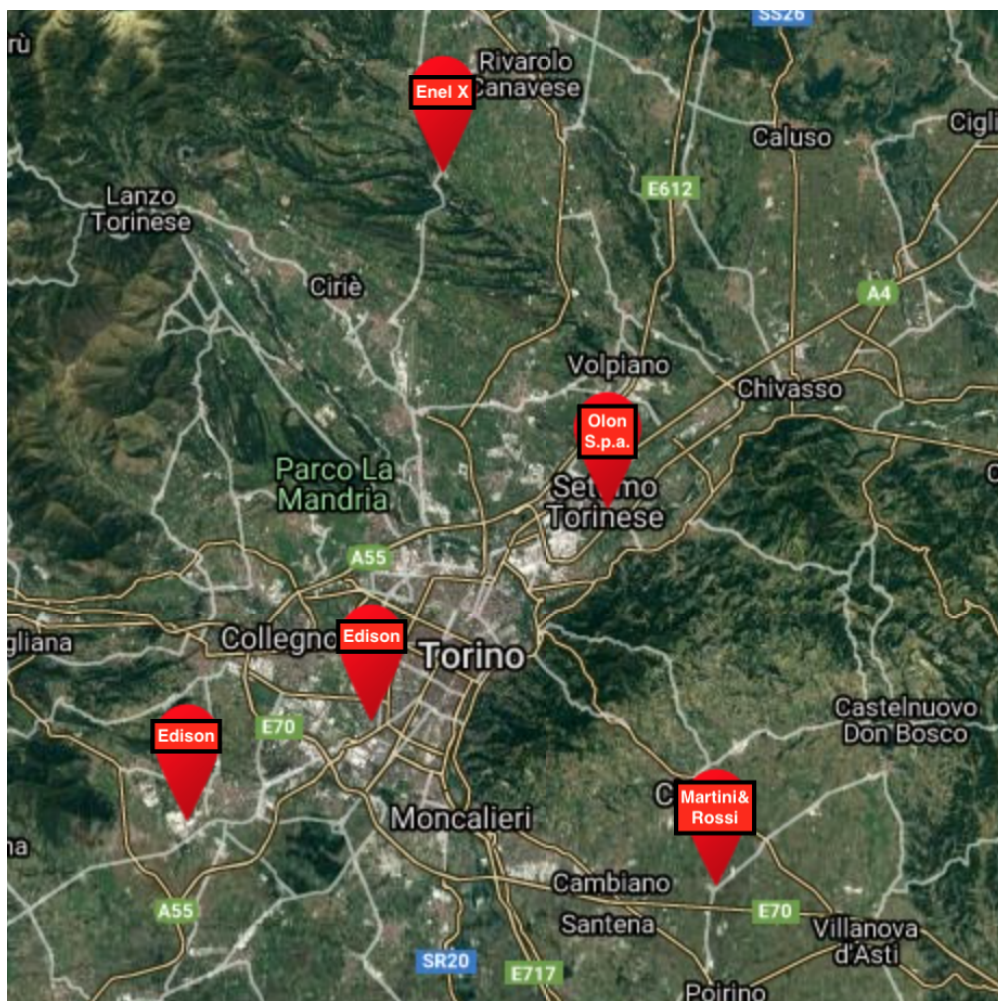 SS26
rù
Rivarolo
Canavese
Enel X
Cigli
Caluso
E612
Lanzo
Torinese
Ciriè
A4
Volpiano
Chivasso
Olon
S.p.a.
Parco La
Mandria
Settimo
Torinese
A55
gliana
Collegno
Edison
Torino
Castelnuovo
Don Bosco
E70
Edison
Martini&
Rossi
Moncalieri
na
Cambiano
A55
E70
Santena
Villanova
d'Asti
SR20
E717
Poirino